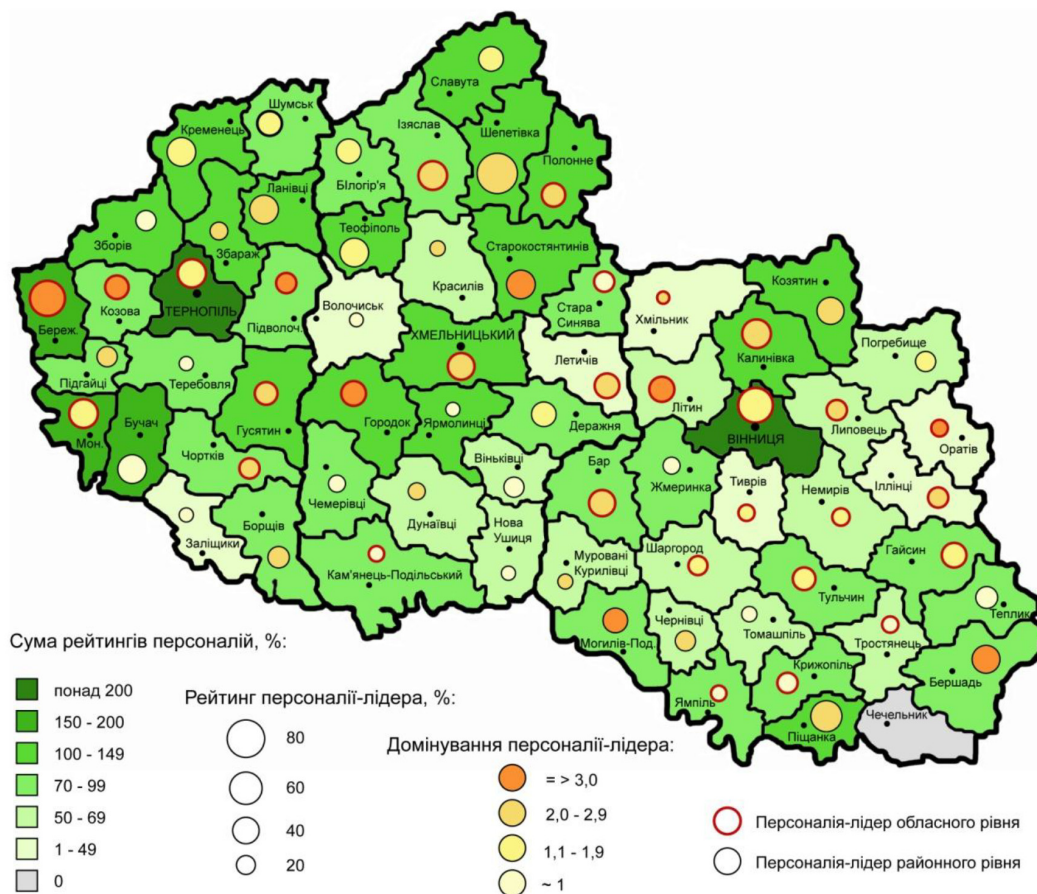 Славута
Шумськ
Кременець
Ізяслав
Шепетівка
Полонне
БІлогір'я
Ланівці
Теофіполь
Зборів
Збараж
Старокостянтинів
Козятин
Красилів
Козова
ТЕРНОПІЛЬ
Підволоч.
Волочиськ
Стара
Синява
Хмільник
Береж.
ХМЕЛЬНИЦЬКИЙ
Летичів
Калинівка
Погребище
Підгайці
Теребовля
Літин
Мон.
Бучач
Гусятин
Городок
Ярмолинці
Деражня
ВІННИЦЯ
Липовець
Оратів
Чортків
Віньківці
Бар
Жмеринка
Тиврів
Немирів
Іллінці
Чемерівці
Дунаївці
Нова
Ушиця
Заліщики
Борщів
Муровані
Курилівці
Шаргород
Гайсин
Кам'янець-Подільський
Тульчин
Теплик
Могилів-Под.
Чернівці
Томашпіль
Тростянець
Крижопіль
Бершадь
Ямпіль
Піщанка
Чечельник
Сума рейтингів персоналій, %:
понад 200
150 - 200
100 - 149
70 - 99
50 - 69
1 - 49
0
Рейтинг персоналії-лідера, %:
80
60
40
20
Домінування персоналії-лідера:
= > 3,0
2,0 - 2,9
1,1 - 1,9
~ 1
Персоналія-лідер обласного рівня
Персоналія-лідер районного рівня